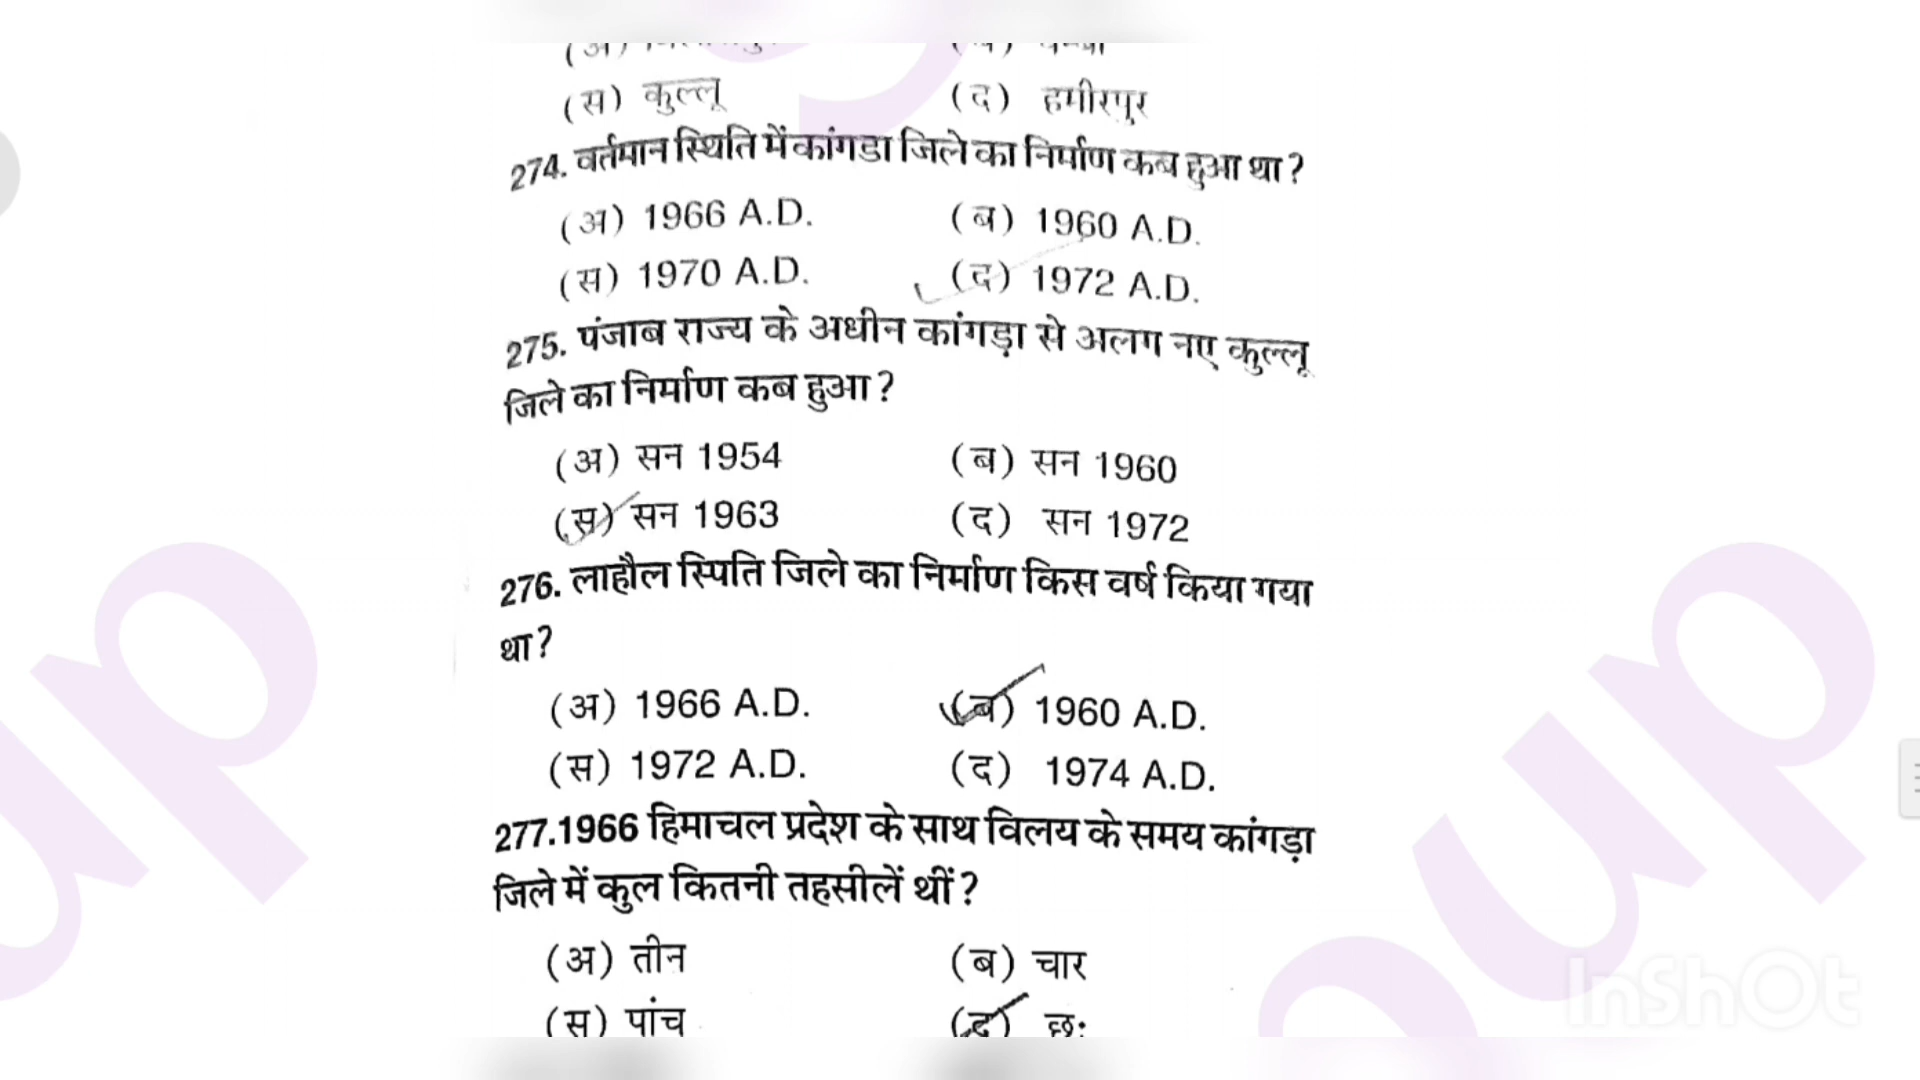 (स) कुल्लू (द) हमीरपुर
274. वर्तमान स्थिति में कांगडा जिले का निर्माण कब हुआ था?
(अ) 1966 A.D. (ब) 1960 A.D.
(स) 1970 A.D. (द) 1972 A.D.
275. पंजाब राज्य के अधीन कांगड़ा से अलग नए कुल्लू
जिले का निर्माण कब हुआ?
(अ) सन 1954 (ब) सन 1960
(स) सन 1963 (द) सन 1972
276. लाहौल स्पिति जिले का निर्माण किस वर्ष किया गया
था?
(अ) 1966 A.D. (ब) 1960 A.D.
(स) 1972 A.D. (द) 1974 A.D.
277.1966 हिमाचल प्रदेश के साथ विलय के समय कांगड़ा
जिले में कुल कितनी तहसीलें थीं?
(अ) तीन (ब) चार
(स) पांच (द) छः
InShOt
up
up